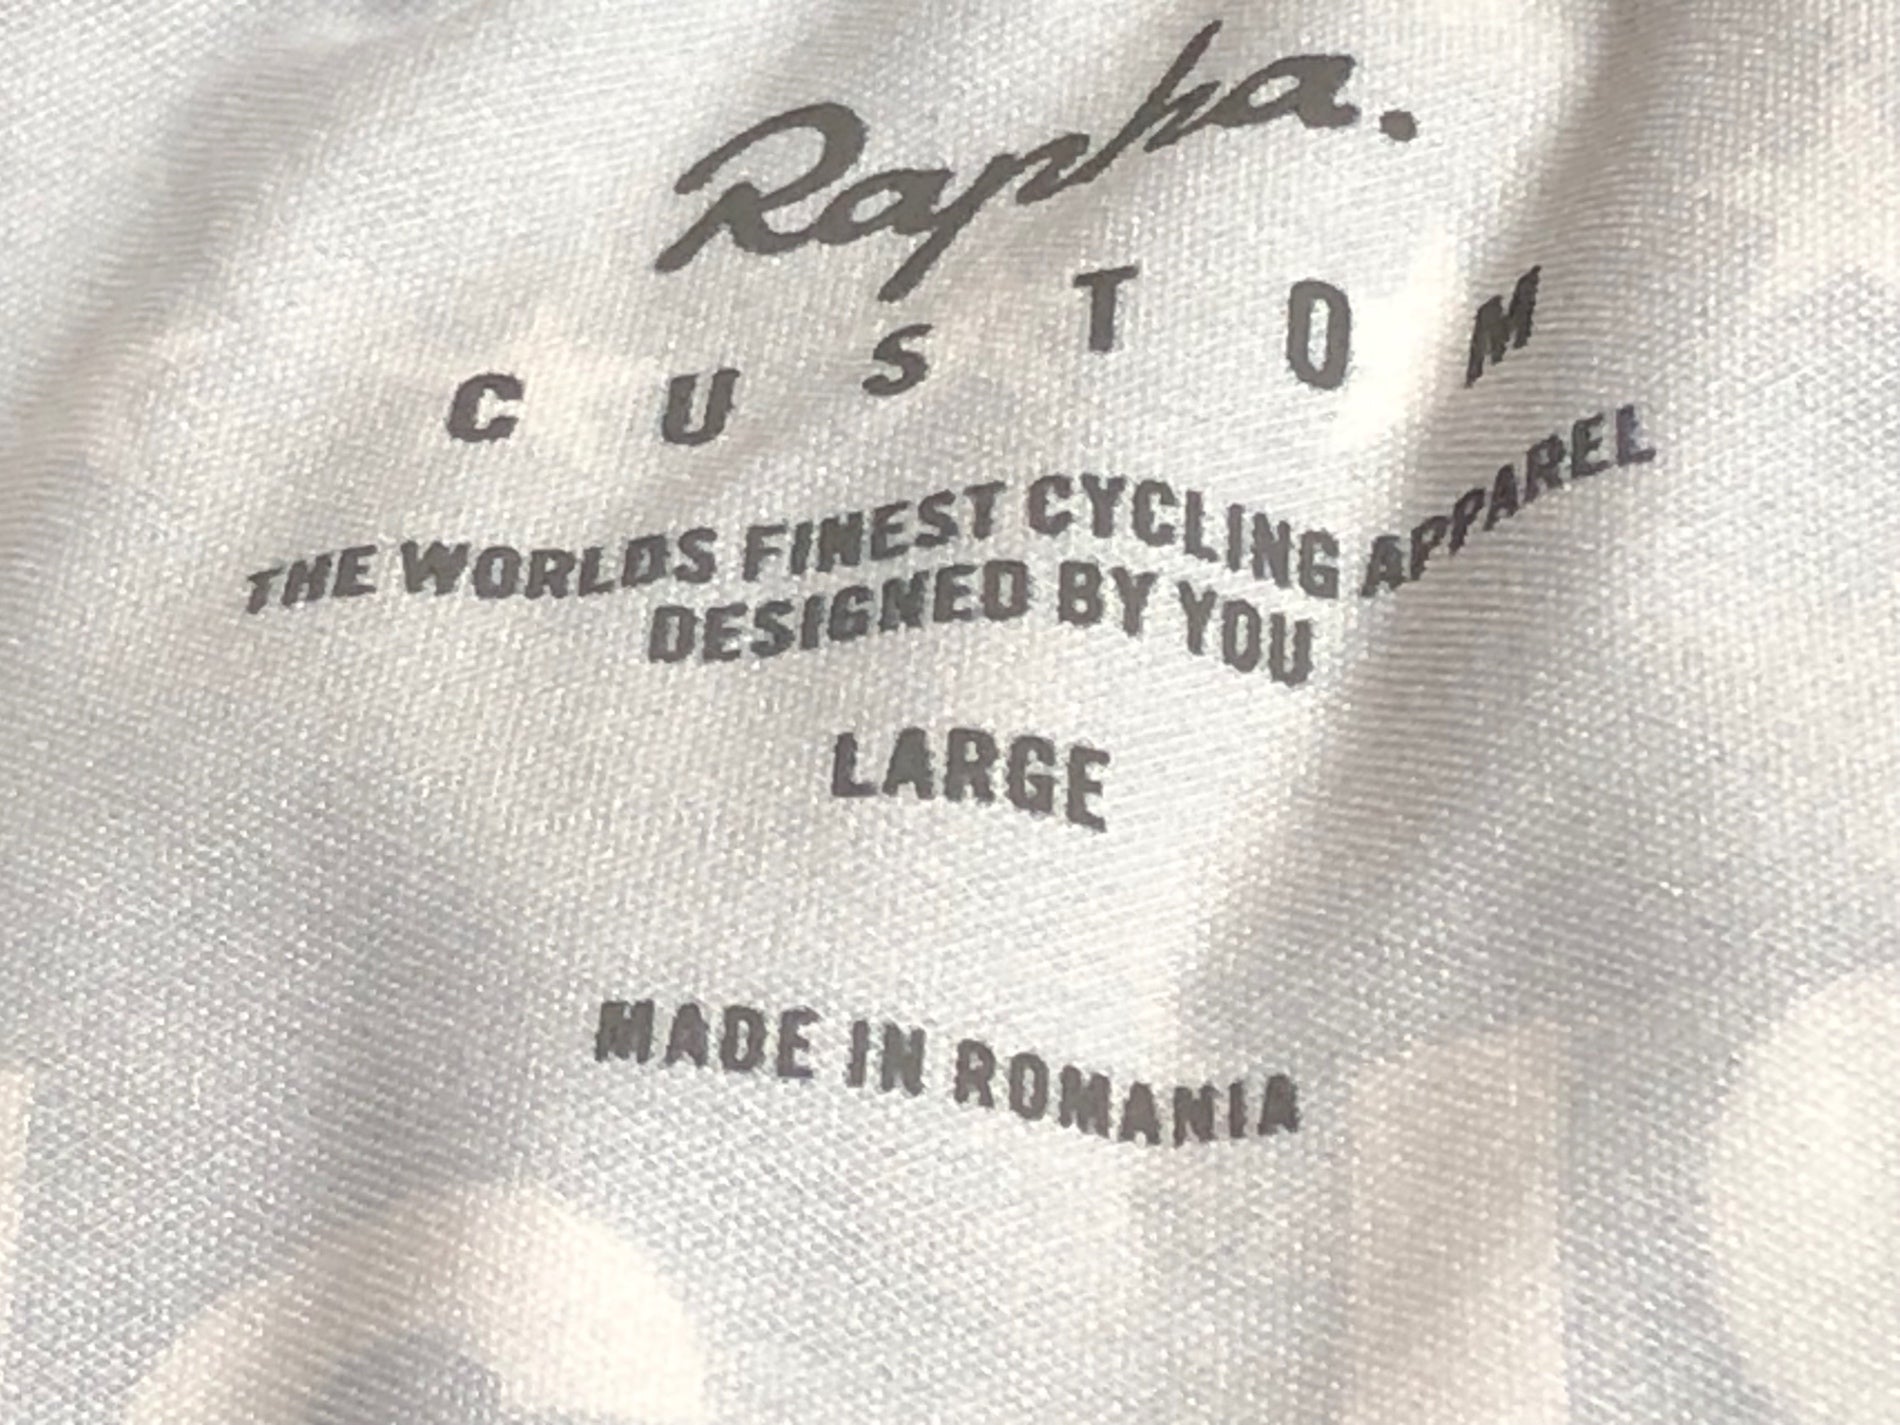 Rapha.
CUSTOM
THE WORLDS FINEST CYCLING APPAREL
DESIGNED BY YOU
LARGE
MADE IN ROMANIA